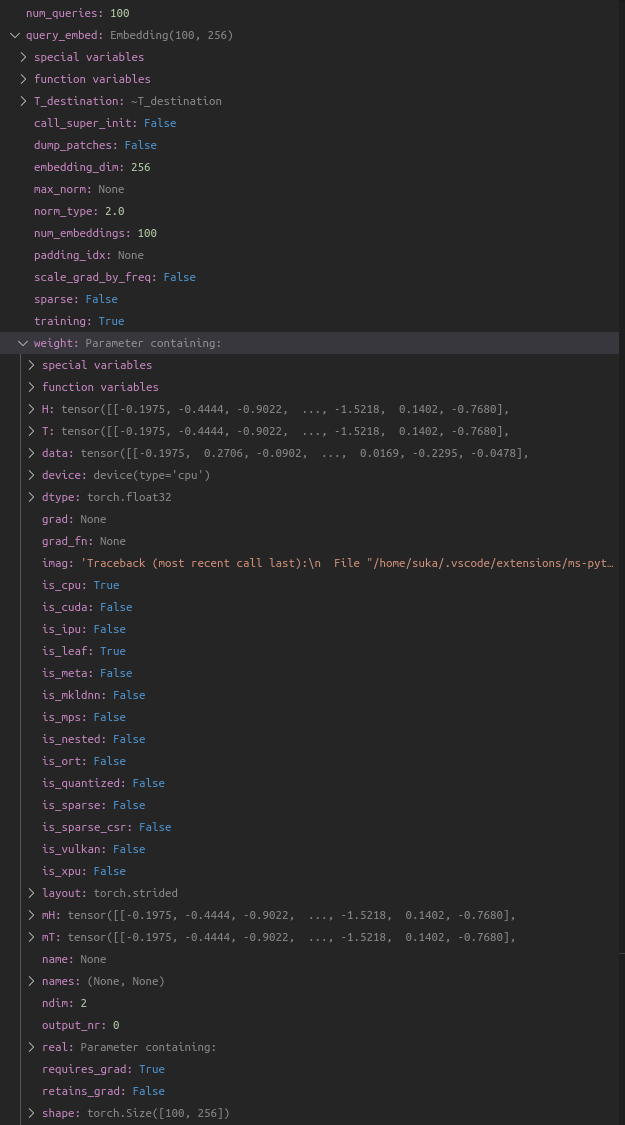 num_queries: 100
query_embed: Embedding(100, 256)
special variables
function variables
T_destination: ~T_destination
call_super_init: False
dump_patches: False
embedding_dim: 256
max_norm: None
norm_type: 2.0
num_embeddings: 100
padding_idx: None
scale_grad_by_freq: False
sparse: False
training: True
weight: Parameter containing:
special variables
function variables
H: tensor([[-0.1975, -0.4444, -0.9022,  ..., -1.5218,  0.1402, -0.7680],
T: tensor([[-0.1975, -0.4444, -0.9022,  ..., -1.5218,  0.1402, -0.7680],
data: tensor([[-0.1975,  0.2706, -0.0902,  ...,  0.0169, -0.2295, -0.0478],
device: device(type='cpu')
dtype: torch.float32
grad: None
grad_fn: None
imag: 'Traceback (most recent call last):\n  File "/home/suka/.vscode/extensions/ms-pyt…
is_cpu: True
is_cuda: False
is_ipu: False
is_leaf: True
is_meta: False
is_mkldnn: False
is_mps: False
is_nested: False
is_ort: False
is_quantized: False
is_sparse: False
is_sparse_csr: False
is_vulkan: False
is_xpu: False
layout: torch.strided
mH: tensor([[-0.1975, -0.4444, -0.9022,  ..., -1.5218,  0.1402, -0.7680],
mT: tensor([[-0.1975, -0.4444, -0.9022,  ..., -1.5218,  0.1402, -0.7680],
name: None
names: (None, None)
ndim: 2
output_nr: 0
real: Parameter containing:
requires_grad: True
retains_grad: False
shape: torch.Size([100, 256])